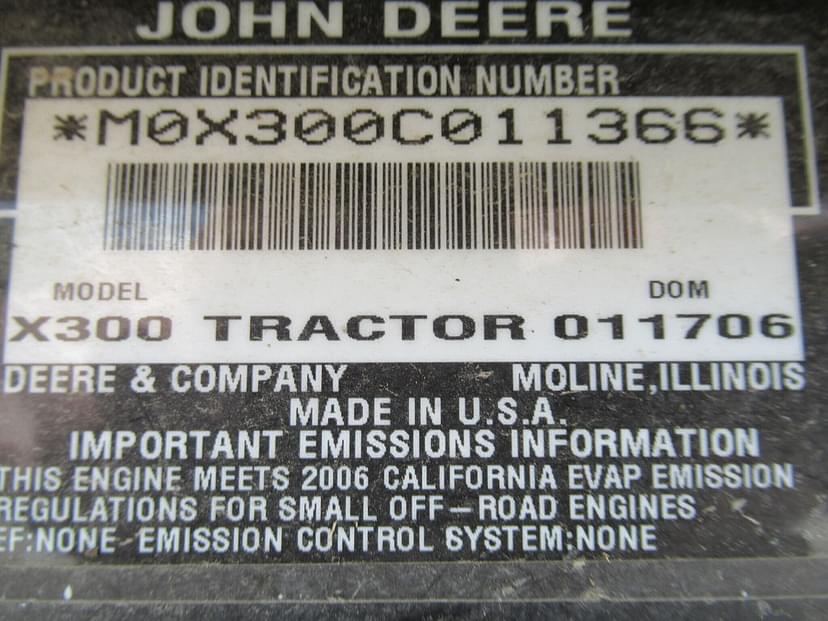 JOHN DEERE
PRODUCT IDENTIFICATION NUMBER
*M0X300C011366*
MODEL DOM
X300 TRACTOR 011706
DEERE & COMPANY MOLINE, ILLINOIS
MADE IN U.S.A.
IMPORTANT EMISSIONS INFORMATION
THIS ENGINE MEETS 2006 CALIFORNIA EVAP EMISSION
REGULATIONS FOR SMALL OFF-ROAD ENGINES
EF:NONE EMISSION CONTROL SYSTEM:NONE